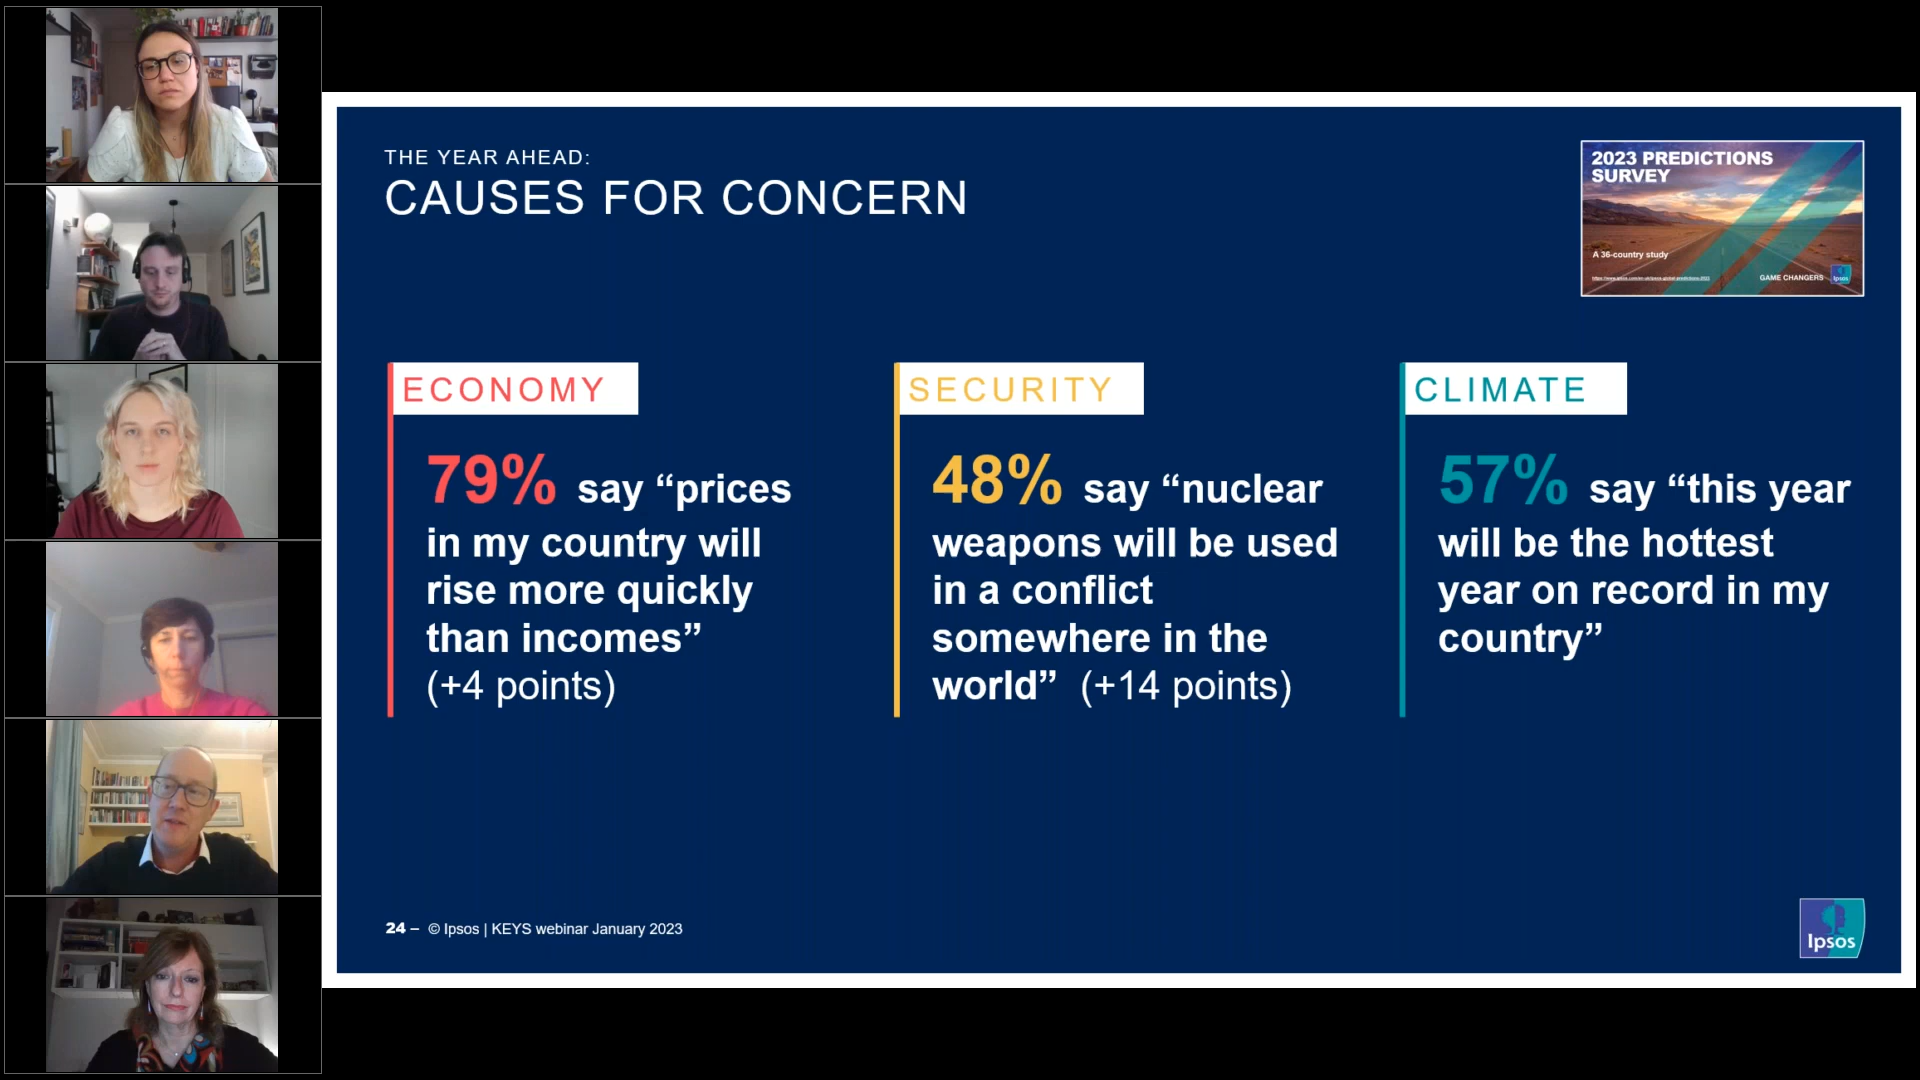 THE YEAR AHEAD:
CAUSES FOR CONCERN
2023 PREDICTIONS
SURVEY
A 36-country study
GAME CHANGERS
Ipsos
ECONOMY
79% say “prices
in my country will
rise more quickly
than incomes”
(+4 points)
SECURITY
48% say “nuclear
weapons will be used
in a conflict
somewhere in the
world” (+14 points)
CLIMATE
57% say “this year
will be the hottest
year on record in my
country”
24 – © Ipsos | KEYS webinar January 2023
Ipsos